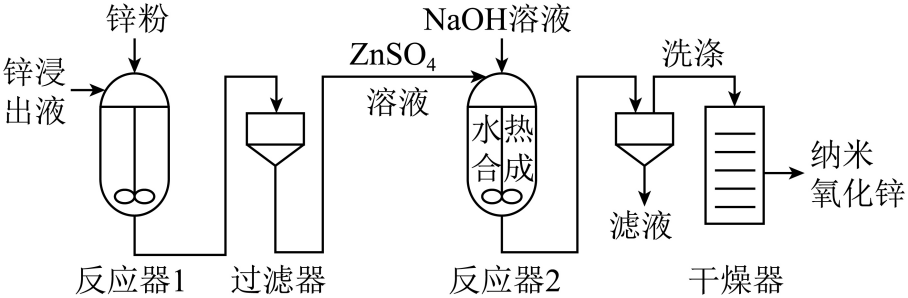 锌粉
锌浸
出液
反应器1
过滤器
ZnSO₄
溶液
NaOH溶液
水热
合成
反应器2
洗涤
滤液
干燥器
纳米
氧化锌